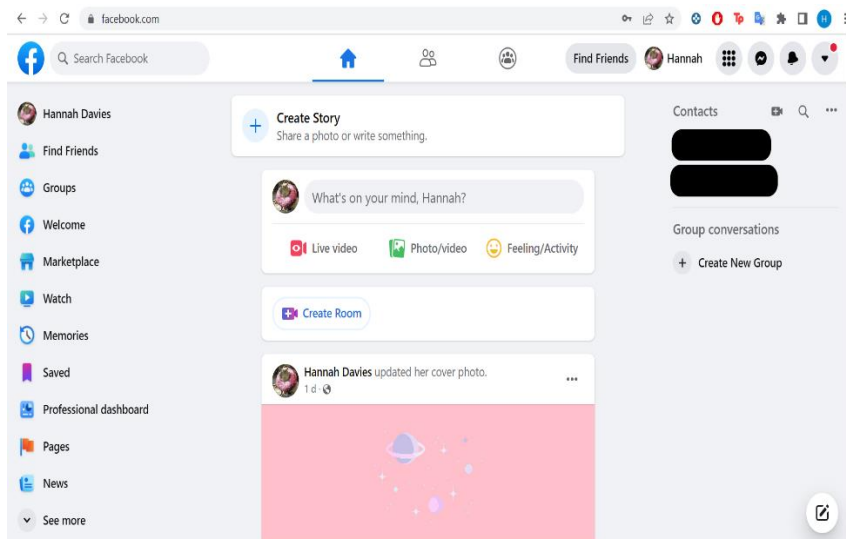 facebook.com
Tp
H
Search Facebook
Find Friends
Hannah
Hannah Davies
Find Friends
Groups
Welcome
Marketplace
Watch
Memories
Saved
Professional dashboard
Pages
News
See more
Create Story
Share a photo or write something.
What's on your mind, Hannah?
Live video
Photo/video
Feeling/Activity
Create Room
Hannah Davies updated her cover photo.
1 d ·
Contacts
Group conversations
Create New Group